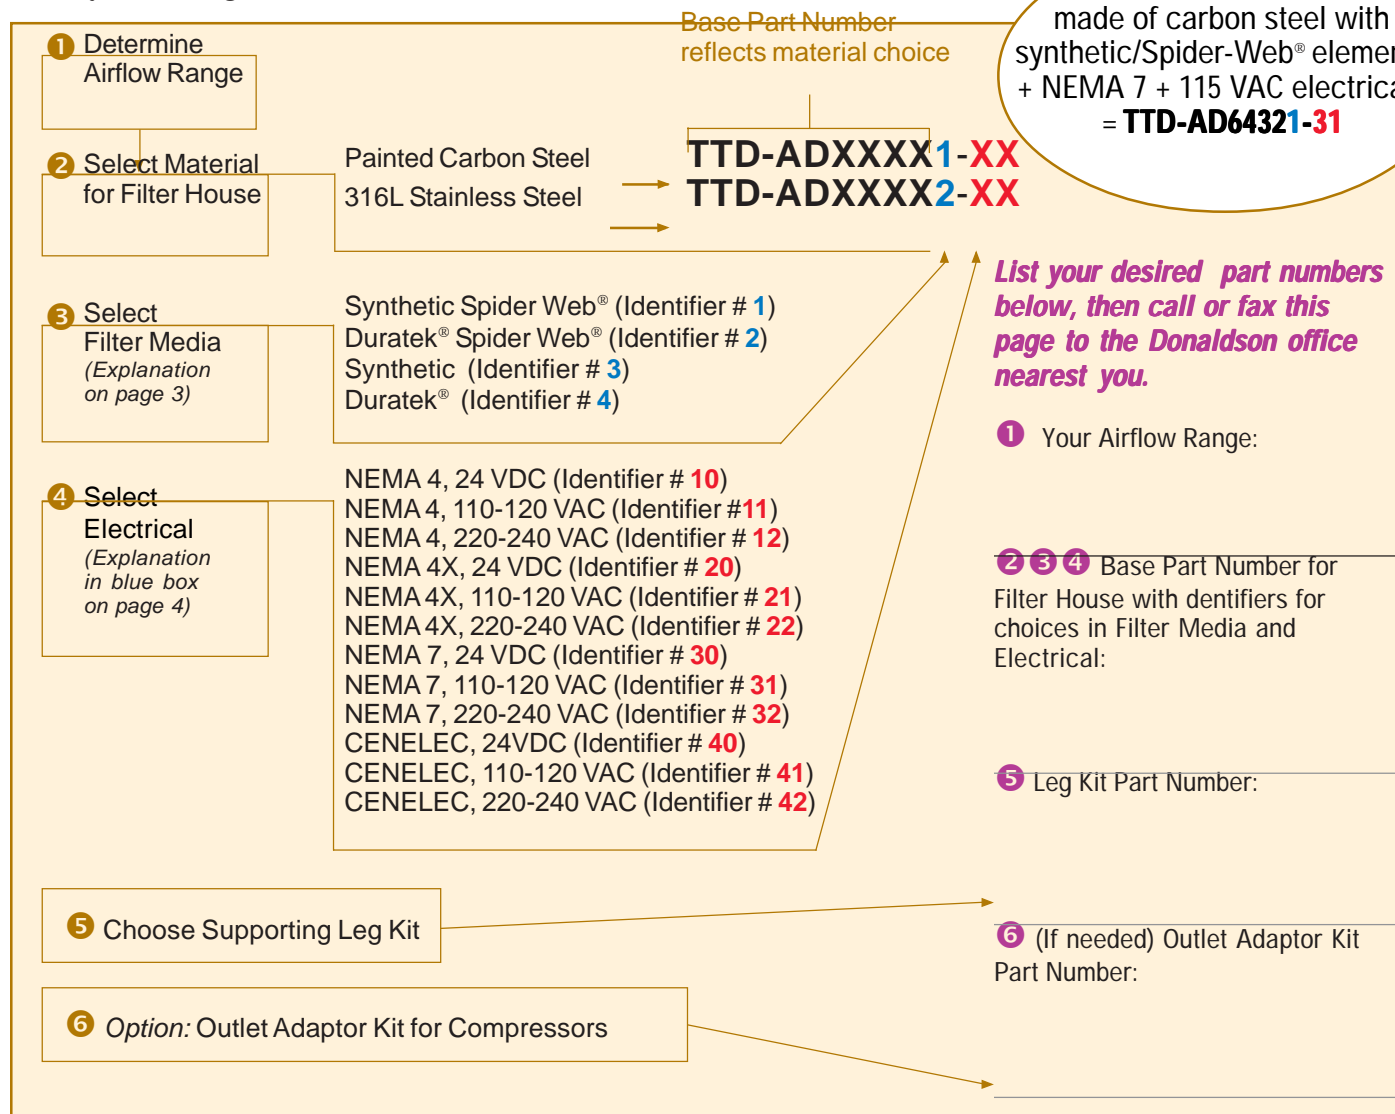 ❶ Determine
Airflow Range
Base Part Number
reflects material choice
made of carbon steel with
synthetic/Spider-Web®
+ NEMA 7 + 115 VAC
= TTD-AD64321-31
❷ Select Material
for Filter House
Painted Carbon Steel
316L Stainless Steel
TTD-ADXXXX1-XX
TTD-ADXXXX2-XX
❸ Select
Filter Media
(Explanation
on page 3)
Synthetic Spider Web® (Identifier # 1)
Duratek® Spider Web® (Identifier # 2)
Synthetic (Identifier # 3)
Duratek® (Identifier # 4)
❹ Select
Electrical
(Explanation
in blue box
on page 4)
NEMA 4, 24 VDC (Identifier # 10)
NEMA 4, 110-120 VAC (Identifier #11)
NEMA 4, 220-240 VAC (Identifier # 12)
NEMA 4X, 24 VDC (Identifier # 20)
NEMA 4X, 110-120 VAC (Identifier # 21)
NEMA 4X, 220-240 VAC (Identifier # 22)
NEMA 7, 24 VDC (Identifier # 30)
NEMA 7, 110-120 VAC (Identifier # 31)
NEMA 7, 220-240 VAC (Identifier # 32)
CENELEC, 24VDC (Identifier # 40)
CENELEC, 110-120 VAC (Identifier # 41)
CENELEC, 220-240 VAC (Identifier # 42)
❺ Choose Supporting Leg Kit
❻ Option: Outlet Adaptor Kit for Compressors
List your desired part numbers
below, then call or fax this
page to the Donaldson office
nearest you.
❶ Your Airflow Range:
❷❸❹ Base Part Number for
Filter House with dentifiers for
choices in Filter Media and
Electrical:
❺ Leg Kit Part Number:
❻ (If needed) Outlet Adaptor Kit
Part Number: